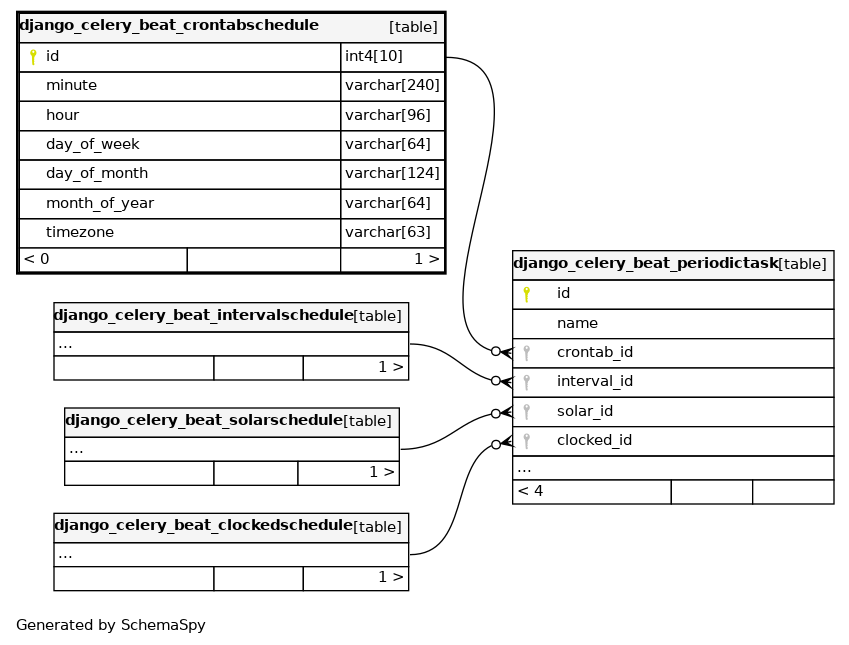 django_celery_beat_crontabschedule [table]
id int4[10]
minute varchar[240]
hour varchar[96]
day_of_week varchar[64]
day_of_month varchar[124]
month_of_year varchar[64]
timezone varchar[63]
< 0 1 >
django_celery_beat_intervalschedule [table]
...
1 >
django_celery_beat_solarschedule [table]
...
1 >
django_celery_beat_clockedschedule [table]
...
1 >
django_celery_beat_periodictask [table]
id
name
crontab_id
interval_id
solar_id
clocked_id
...
< 4
Generated by SchemaSpy